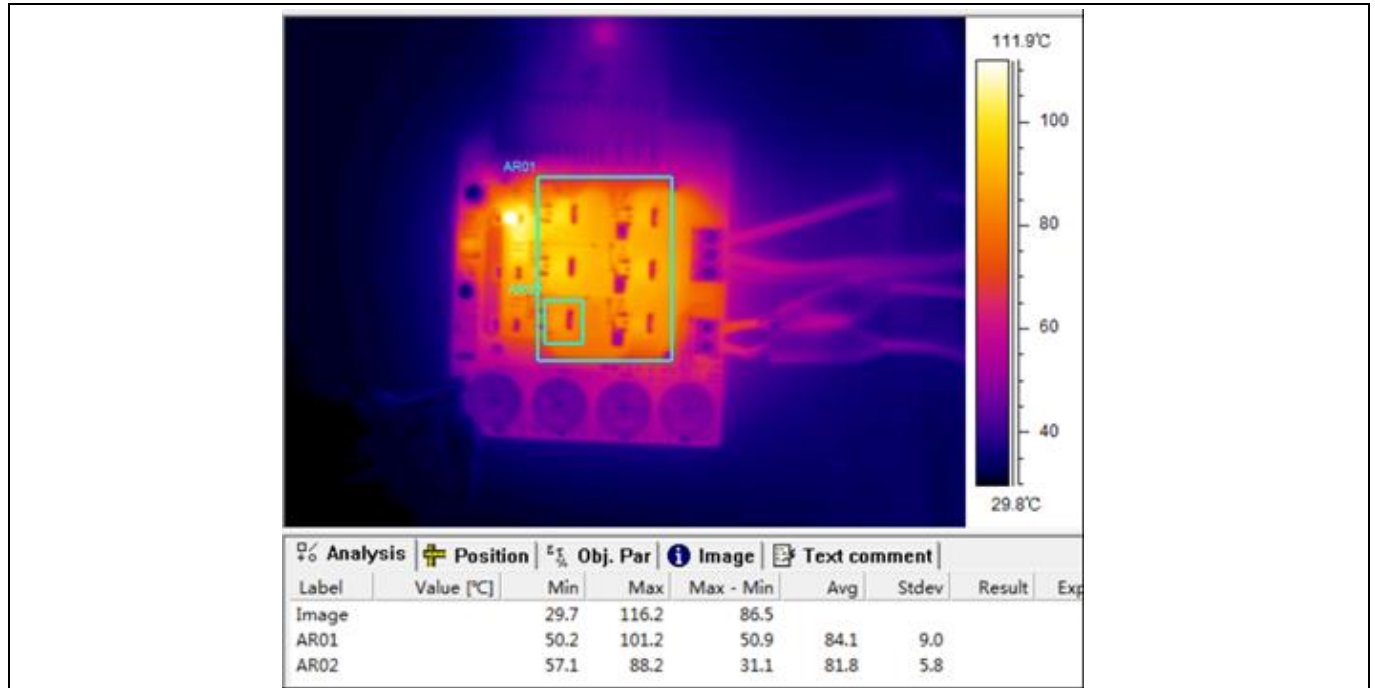 111.9°C
100
80
60
40
29.8°C
AR01
Analysis Position Obj. Par Image Text comment
Label Value [°C] Min Max Max - Min Avg Stdev Result Exp
Image 29.7 116.2 86.5
AR01 50.2 101.2 50.9 84.1 9.0
AR02 57.1 88.2 31.1 81.8 5.8